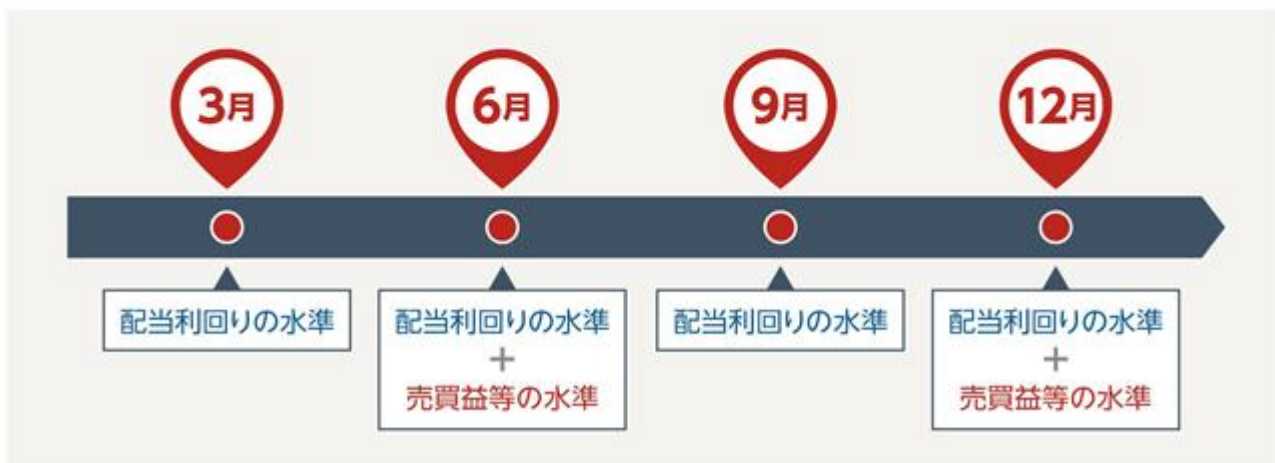 3月
6月
9月
12月
配当利回りの水準
配当利回りの水準
+
売買益等の水準
配当利回りの水準
配当利回りの水準
+
売買益等の水準